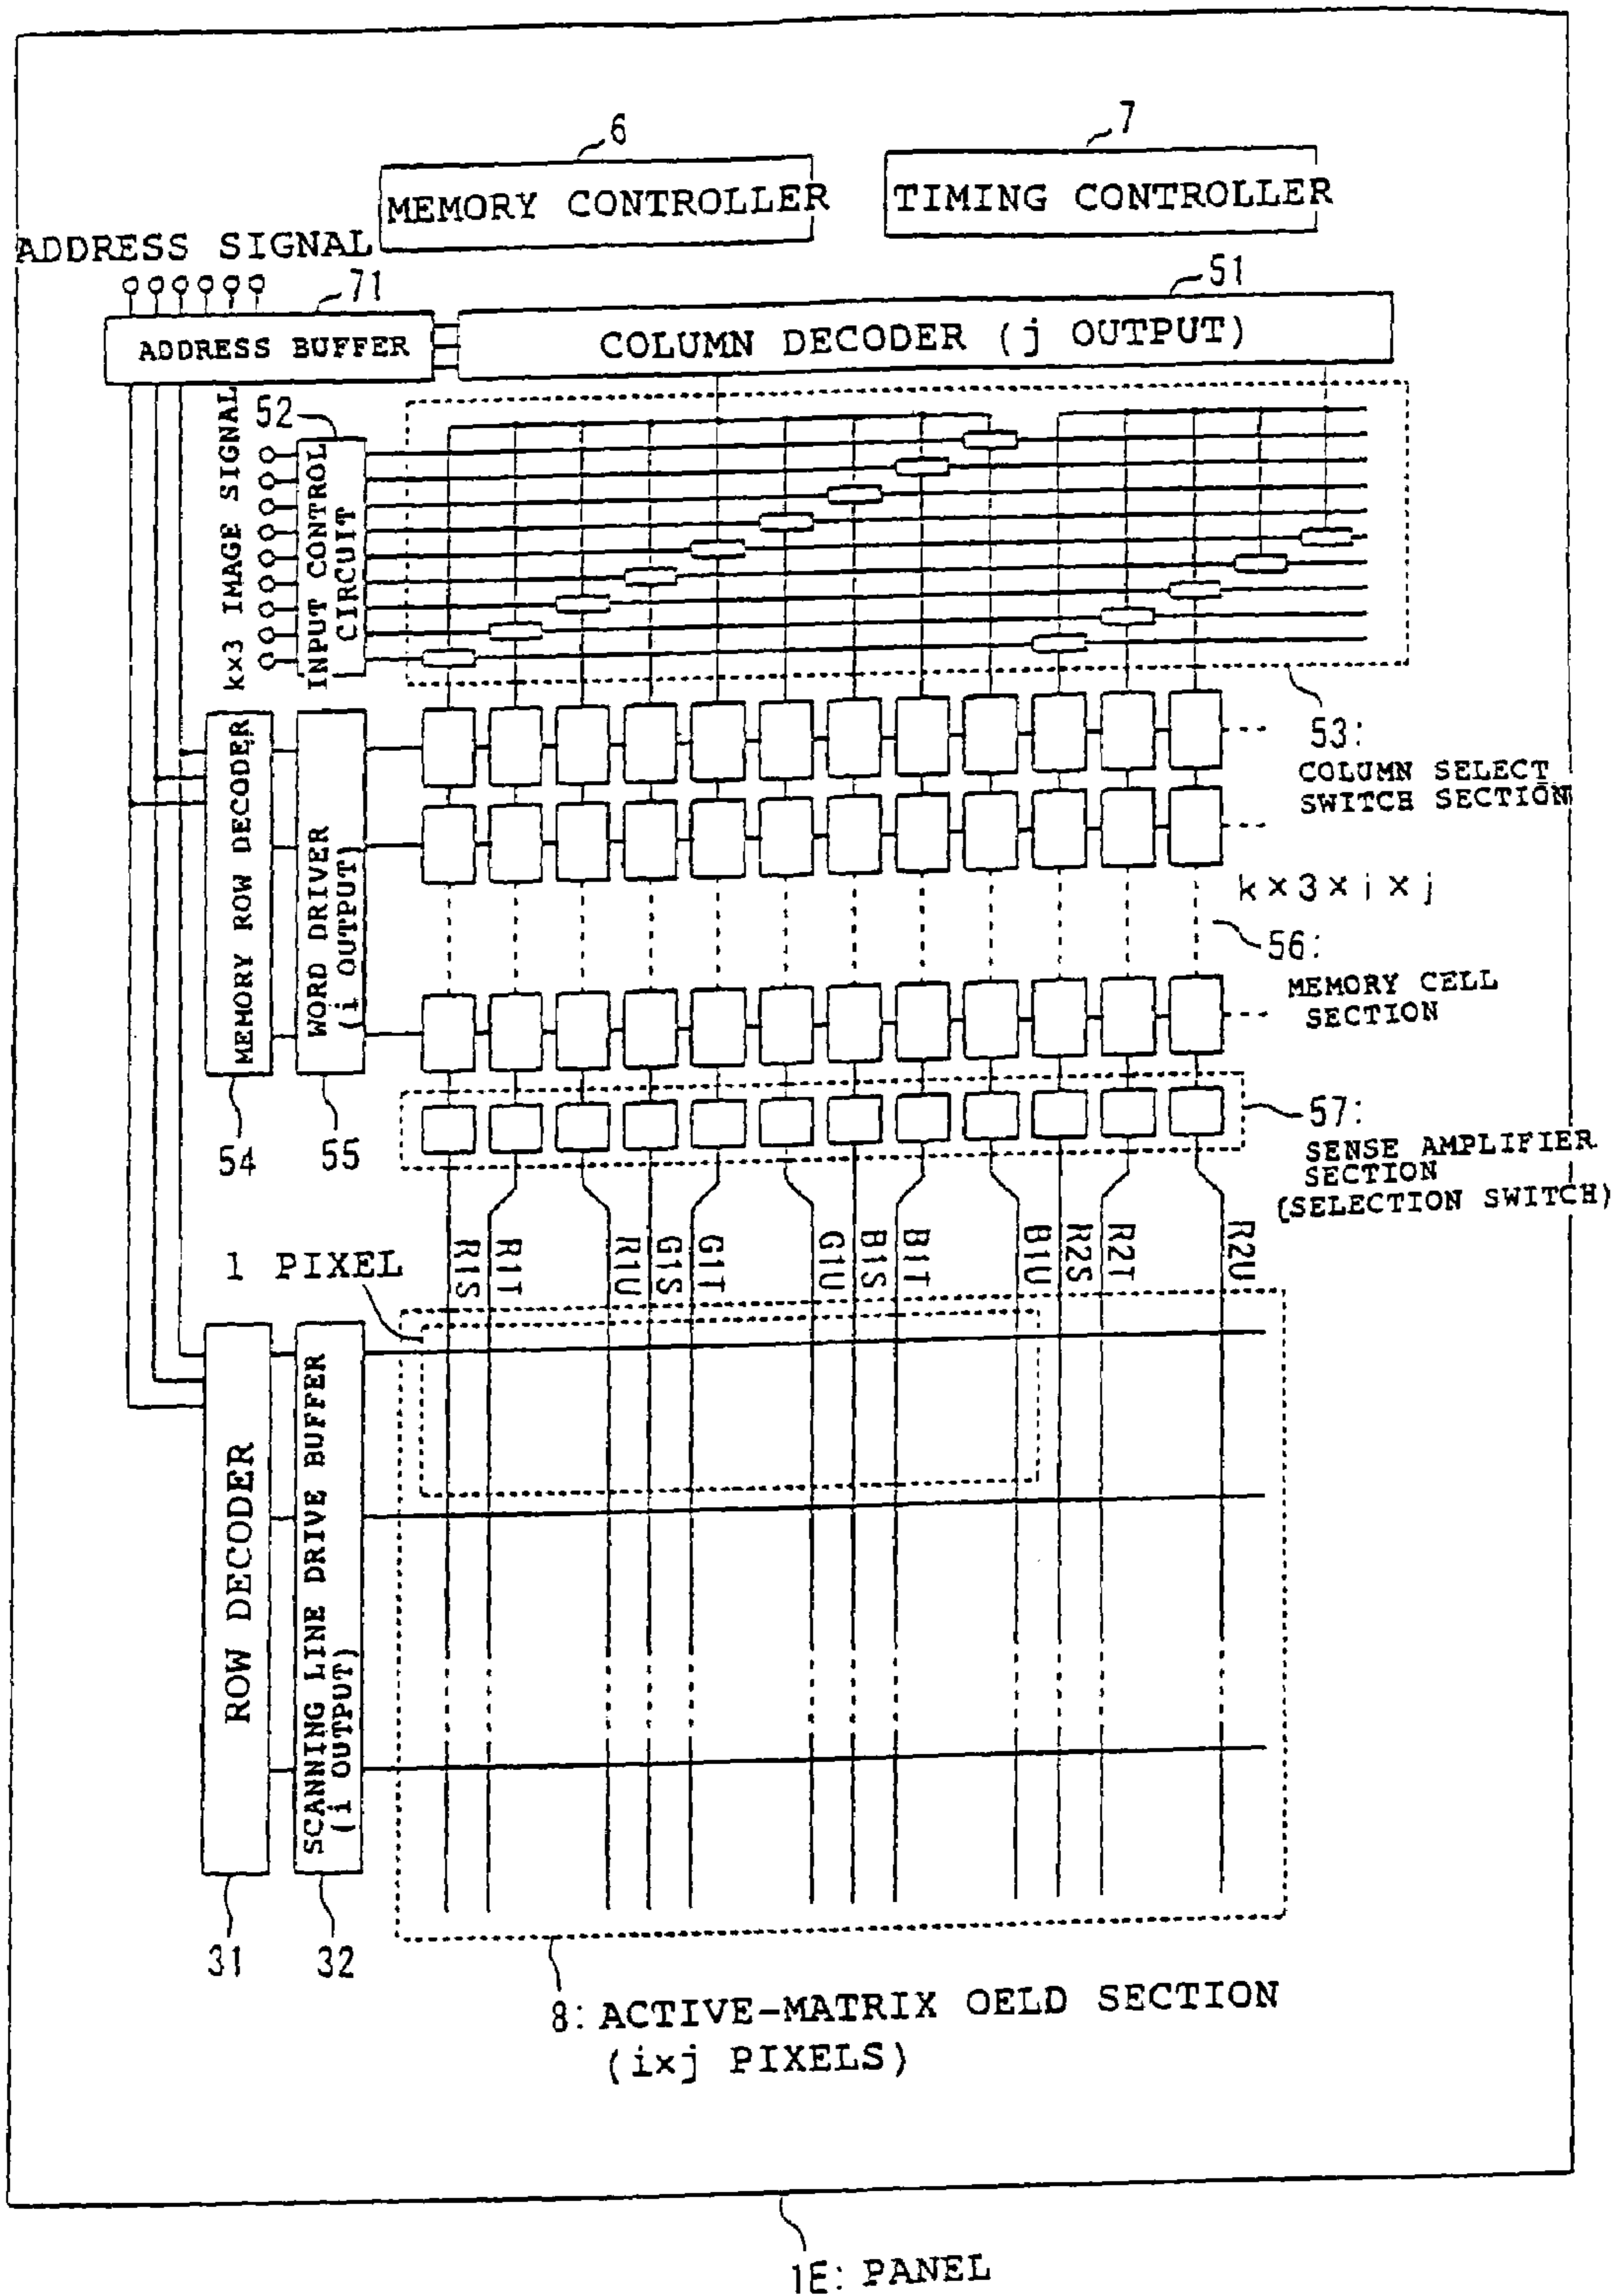 6
7
MEMORY CONTROLLER
TIMING CONTROLLER
ADDRESS SIGNAL
71
51
ADDRESS BUFFER
COLUMN DECODER (j OUTPUT)
k×3 IMAGE SIGNAL
52
INPUT CONTROL
CIRCUIT
53:
COLUMN SELECT
SWITCH SECTION
MEMORY ROW DECODER
WORD DRIVER
(i OUTPUT)
k×3×i×j
56:
MEMORY CELL
SECTION
54
55
57:
SENSE AMPLIFIER
SECTION
(SELECTION SWITCH)
R1S
R1T
R1U
G1S
G1T
G1U
B1S
B1T
B1U
R2S
R2T
R2U
1 PIXEL
ROW DECODER
SCANNING LINE DRIVE BUFFER
(i OUTPUT)
31
32
8: ACTIVE-MATRIX OELD SECTION
(i×j PIXELS)
1E: PANEL